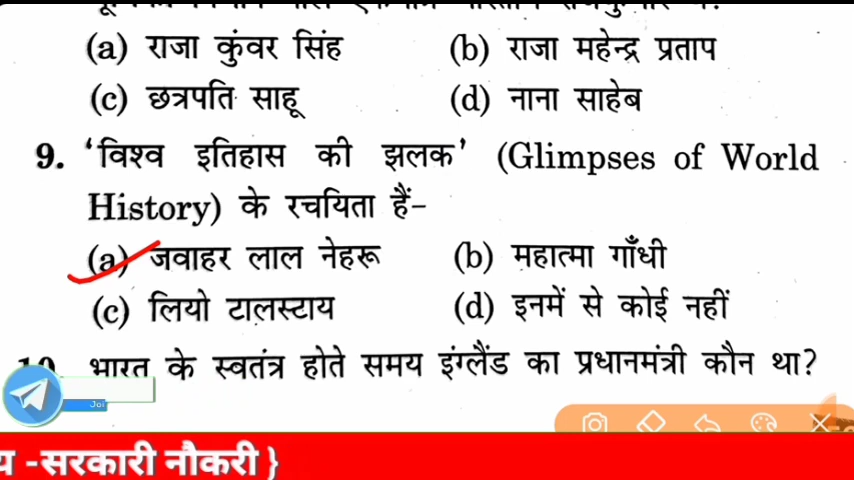 (a) राजा कुंवर सिंह (b) राजा महेन्द्र प्रताप
(c) छत्रपति साहू (d) नाना साहेब
9. 'विश्व इतिहास की झलक' (Glimpses of World
History) के रचयिता हैं-
(a) जवाहर लाल नेहरू (b) महात्मा गाँधी
(c) लियो टालस्टाय (d) इनमें से कोई नहीं
10. भारत के स्वतंत्र होते समय इंग्लैंड का प्रधानमंत्री कौन था?
-सरकारी नौकरी }